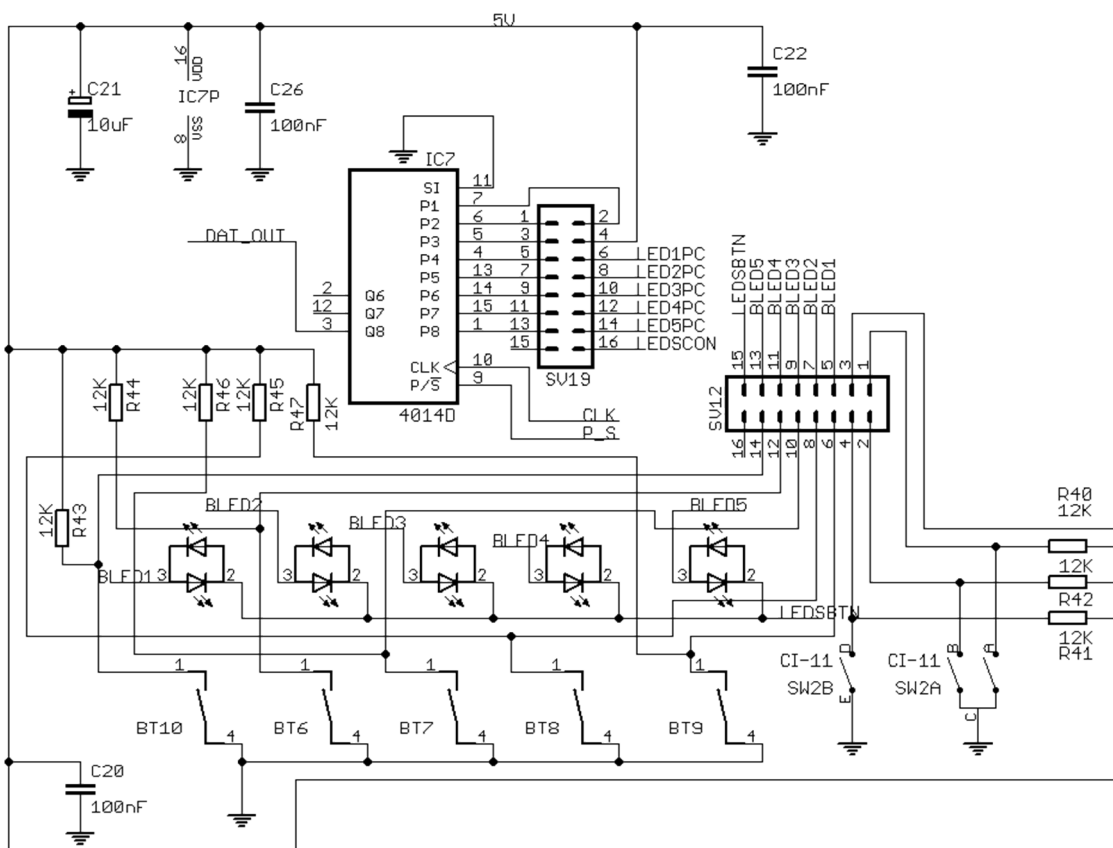 5V
C21
10uF
16
VDD
IC7P
8
VSS
C26
100nF
C22
100nF
IC7
SI
P1
P2
P3
P4
P5
P6
P7
P8
CLK
P/S
Q6
Q7
Q8
4014D
11
7
6
5
4
13
14
15
1
10
9
2
12
3
DAT_OUT
CLK
P_S
1
3
5
7
9
11
13
15
2
4
6
8
10
12
14
16
SV19
LED1PC
LED2PC
LED3PC
LED4PC
LED5PC
LEDSCON
LEDSBTN
BLED5
BLED4
BLED3
BLED2
BLED1
15
13
11
9
7
5
3
1
SV12
16
14
12
10
8
6
4
2
12K
R44
12K
R46
12K
R45
R47
12K
12K
R43
R40
12K
12K
R42
12K
R41
BLED1
3
2
BLED2
3
2
BLED3
3
2
BLED4
3
2
BLED5
3
2
LEDSBTN
1
BT10
4
1
BT6
4
1
BT7
4
1
BT8
4
1
BT9
4
CI-11
SW2B
D
E
CI-11
SW2A
B
A
C
C20
100nF